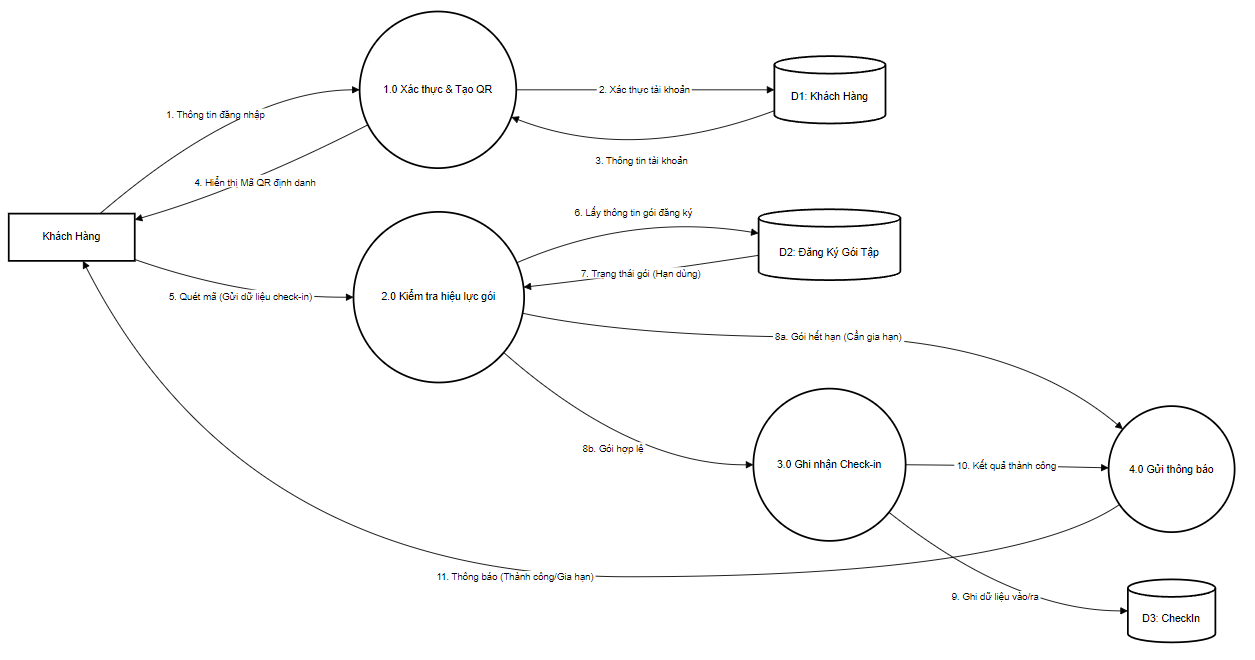 1.0 Xác thực & Tạo QR
2. Xác thực tài khoản
D1: Khách Hàng
1. Thông tin đăng nhập
3. Thông tin tài khoản
4. Hiển thị Mã QR định danh
6. Lấy thông tin gói đăng ký
Khách Hàng
D2: Đăng Ký Gói Tập
7. Trạng thái gói (Hạn dùng)
5. Quét mã (Gửi dữ liệu check-in)
2.0 Kiểm tra hiệu lực gói
8a. Gói hết hạn (Cần gia hạn)
8b. Gói hợp lệ
3.0 Ghi nhận Check-in
10. Kết quả thành công
4.0 Gửi thông báo
11. Thông báo (Thành công/Gia hạn)
9. Ghi dữ liệu vào/ra
D3: CheckIn